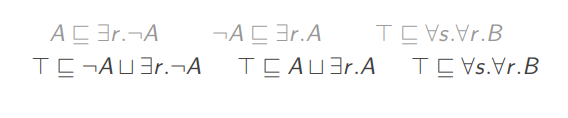 A ⊑ ∃r.¬A ¬A ⊑ ∃r.A ⊤ ⊑ ∀s.∀r.B
⊤ ⊑ ¬A ⊔ ∃r.¬A ⊤ ⊑ A ⊔ ∃r.A ⊤ ⊑ ∀s.∀r.B